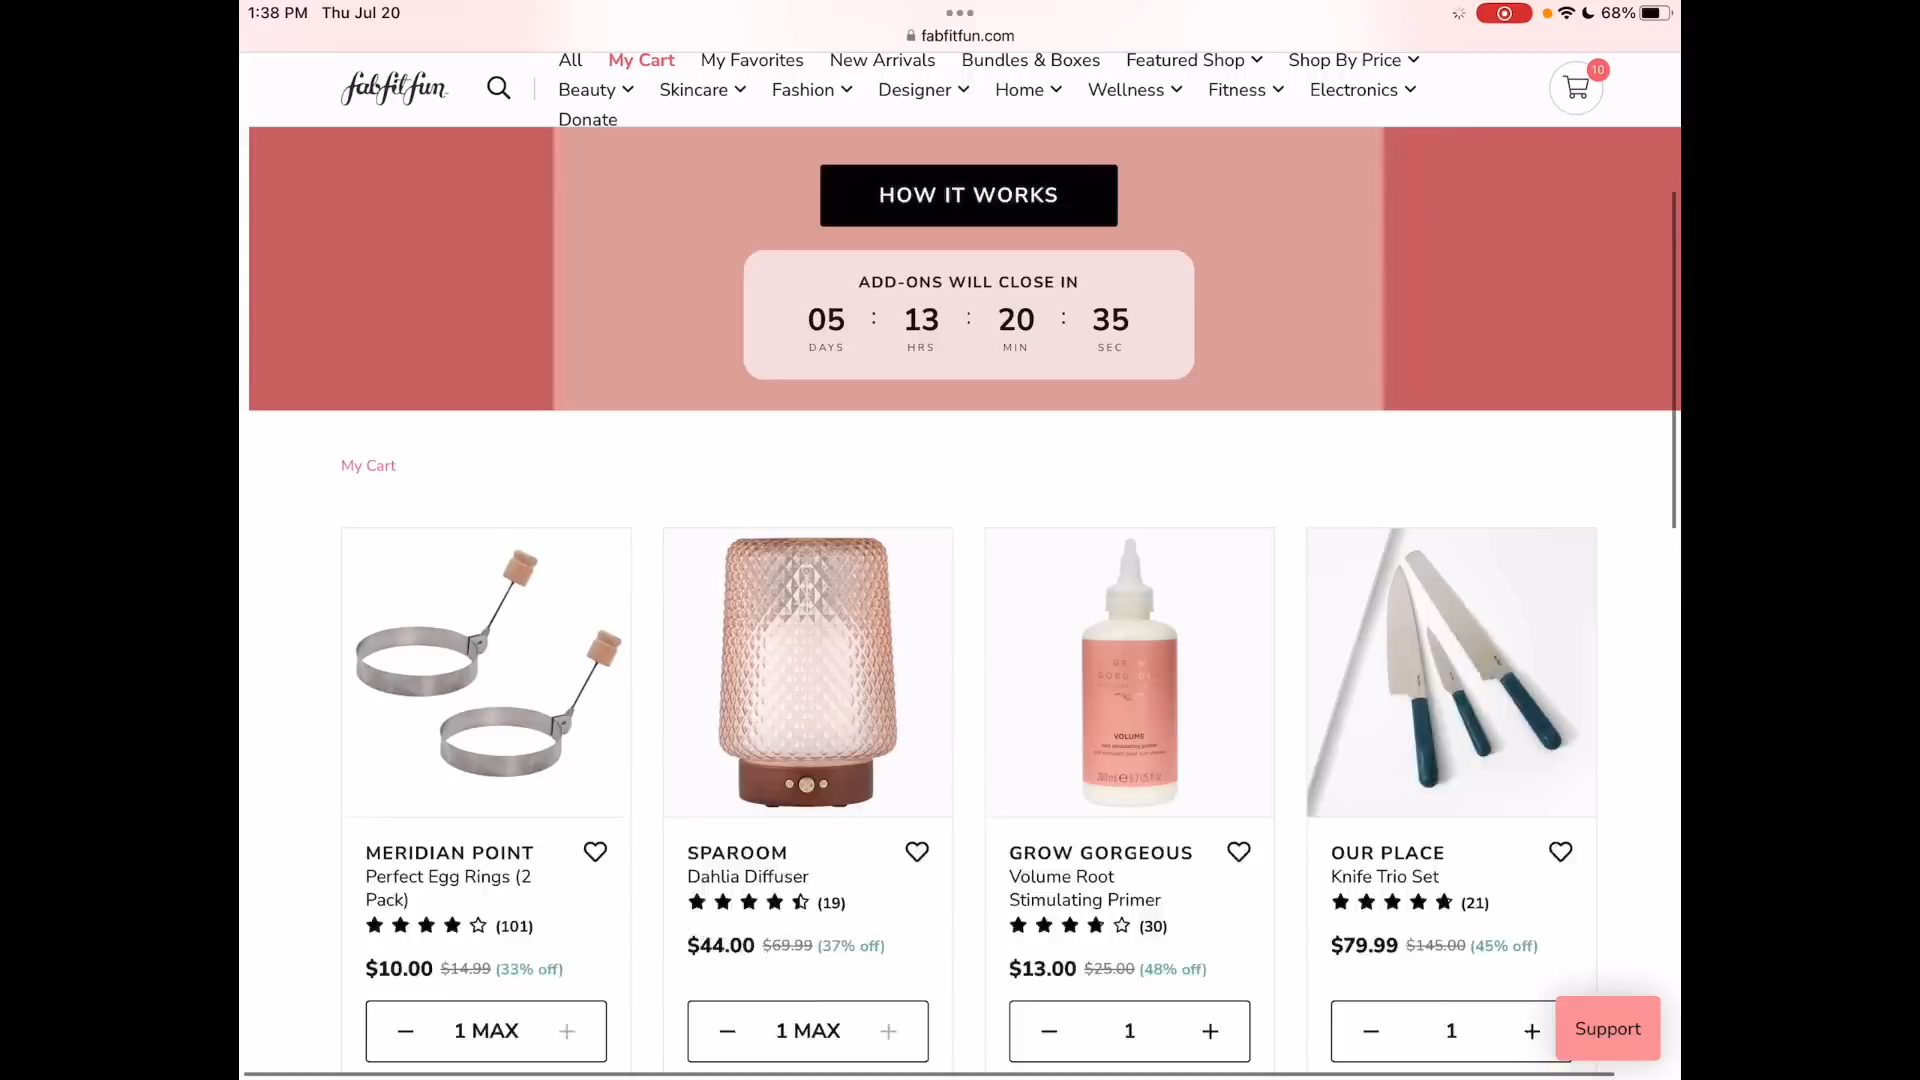 1:38 PM Thu Jul 20
68%
fabfitfun.com
All My Cart My Favorites New Arrivals Bundles & Boxes Featured Shop Shop By Price
fabfitfun
Beauty Skincare Fashion Designer Home Wellness Fitness Electronics
10
Donate
HOW IT WORKS
ADD-ONS WILL CLOSE IN
05 : 13 : 20 : 35
DAYS HRS MIN SEC
My Cart
VOLUME
MERIDIAN POINT
Perfect Egg Rings (2
Pack)
(101)
$10.00 $14.99 (33% off)
1 MAX
SPAROOM
Dahlia Diffuser
(19)
$44.00 $69.99 (37% off)
1 MAX
GROW GORGEOUS
Volume Root
Stimulating Primer
(30)
$13.00 $25.00 (48% off)
1
OUR PLACE
Knife Trio Set
(21)
$79.99 $145.00 (45% off)
1
Support